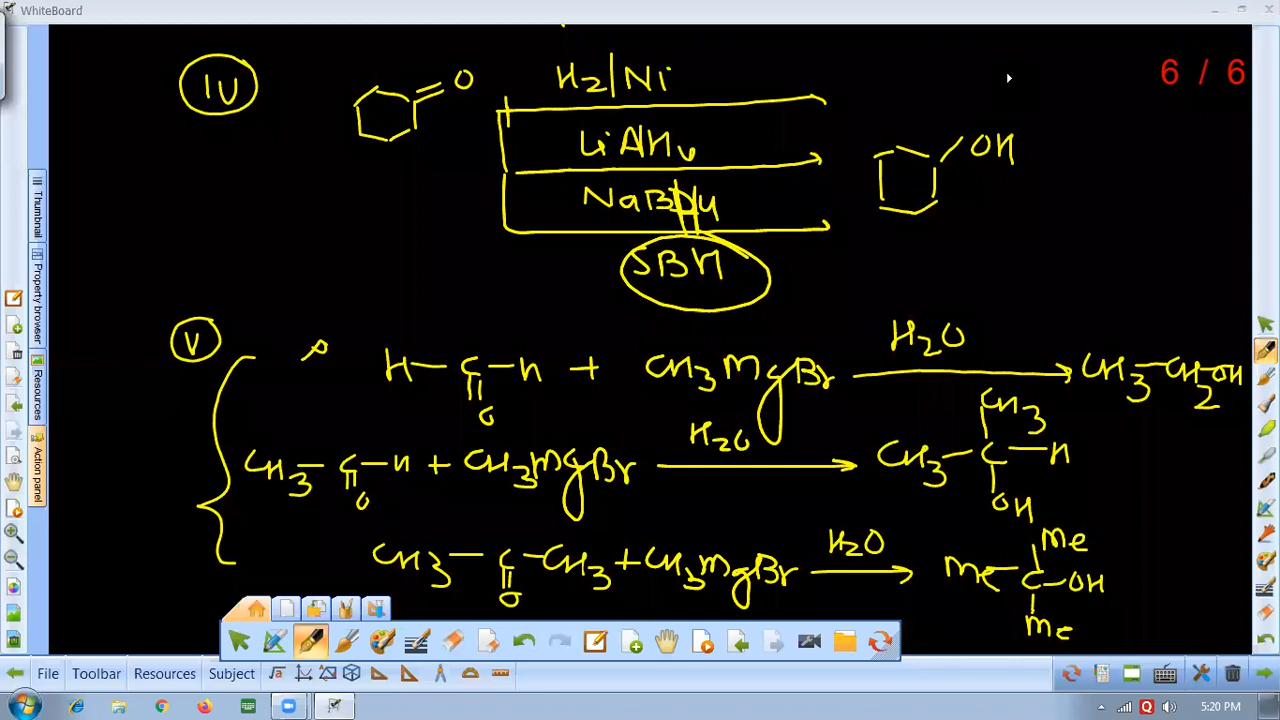 WhiteBoard
6 / 6
IV
O
H2/Ni
LiAlH4
NaBH4
SBH
OH
V
H-C-H + CH3MgBr H2O CH3-CH2OH
O
CH3-C-H + CH3MgBr H2O CH3-C-H
O
CH3
OH
CH3-C-CH3 + CH3MgBr H2O Me-C-OH
O
Me
Me
Thumbnail
Property browser
Resources
Action panel
File Toolbar Resources Subject
5:20 PM